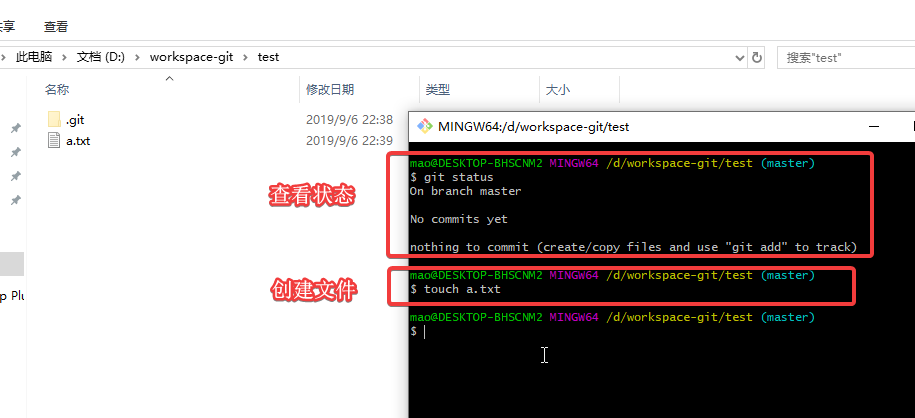 共享 查看
此电脑 文档 (D:) workspace-git test
搜索"test"
名称 修改日期 类型 大小
.git 2019/9/6 22:38
a.txt 2019/9/6 22:39
MINGW64:/d/workspace-git/test
mao@DESKTOP-BHSCNM2 MINGW64 /d/workspace-git/test (master)
$ git status
On branch master
No commits yet
nothing to commit (create/copy files and use "git add" to track)
查看状态
mao@DESKTOP-BHSCNM2 MINGW64 /d/workspace-git/test (master)
$ touch a.txt
创建文件
mao@DESKTOP-BHSCNM2 MINGW64 /d/workspace-git/test (master)
$
p Plu